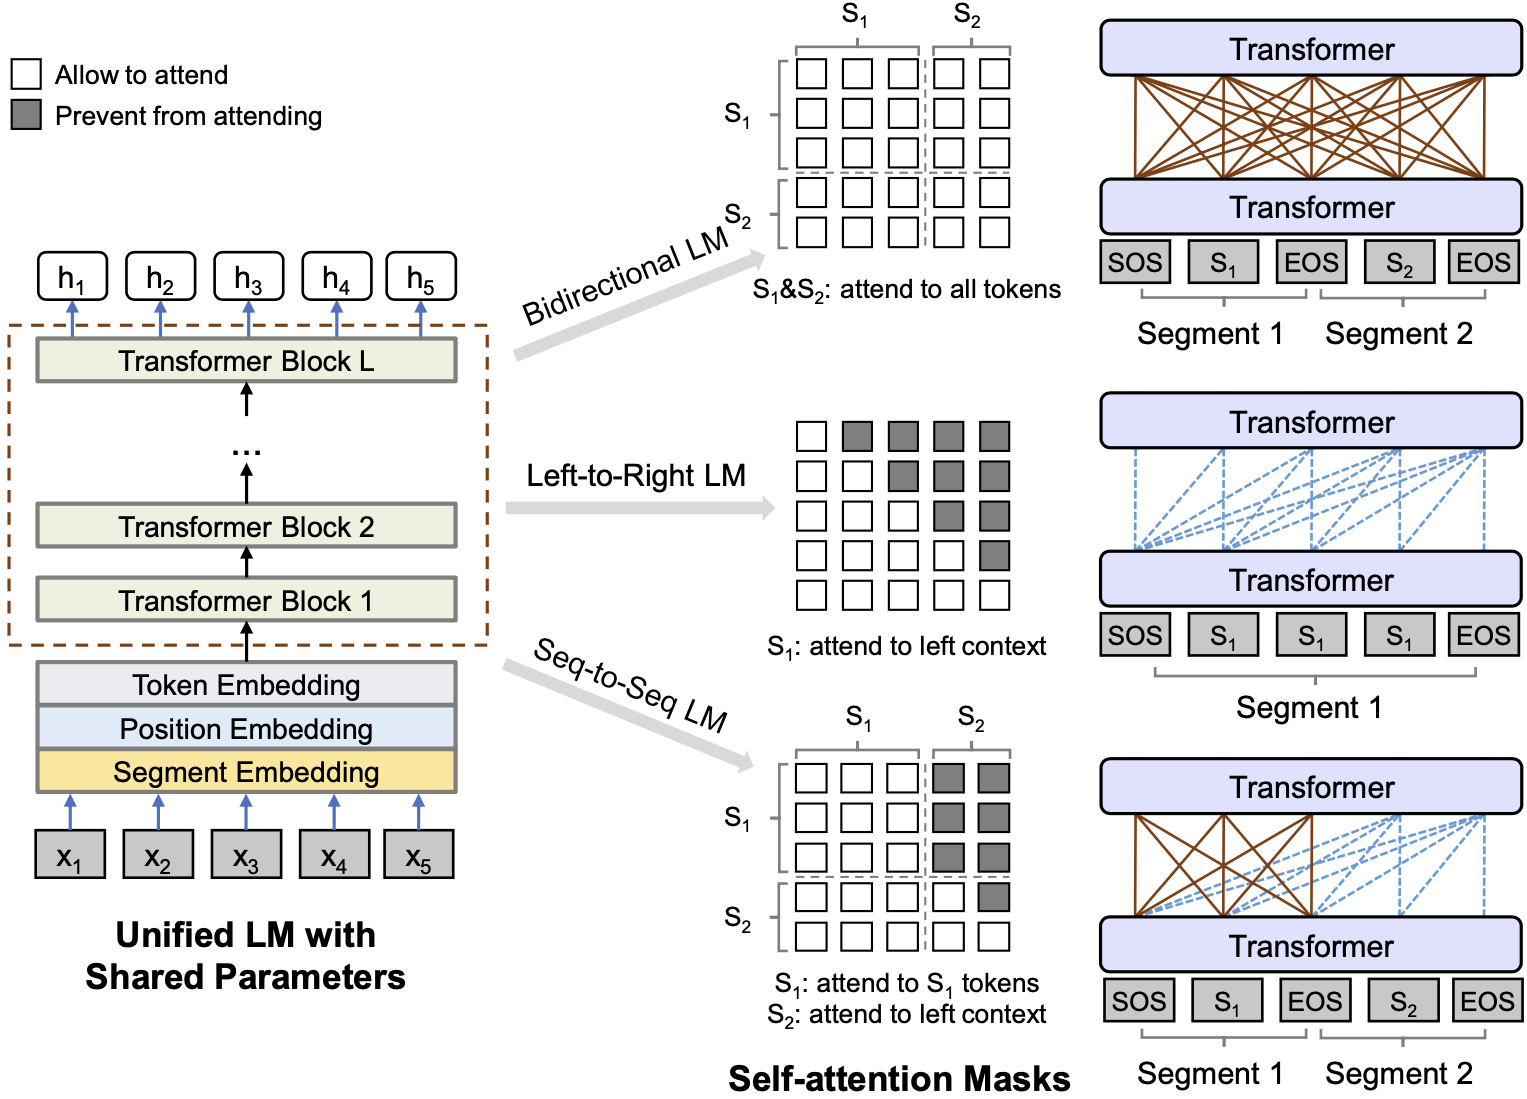 Allow to attend
Prevent from attending
h1 h2 h3 h4 h5
Transformer Block L
...
Transformer Block 2
Transformer Block 1
Token Embedding
Position Embedding
Segment Embedding
x1 x2 x3 x4 x5
Unified LM with
Shared Parameters
Bidirectional LM
Left-to-Right LM
Seq-to-Seq LM
S1 S2
S1
S2
S1&S2: attend to all tokens
Transformer
Transformer
SOS S1 EOS S2 EOS
Segment 1 Segment 2
S1: attend to left context
Transformer
Transformer
SOS S1 S1 S1 EOS
Segment 1
S1 S2
S1
S2
S1: attend to S1 tokens
S2: attend to left context
Transformer
Transformer
SOS S1 EOS S2 EOS
Segment 1 Segment 2
Self-attention Masks